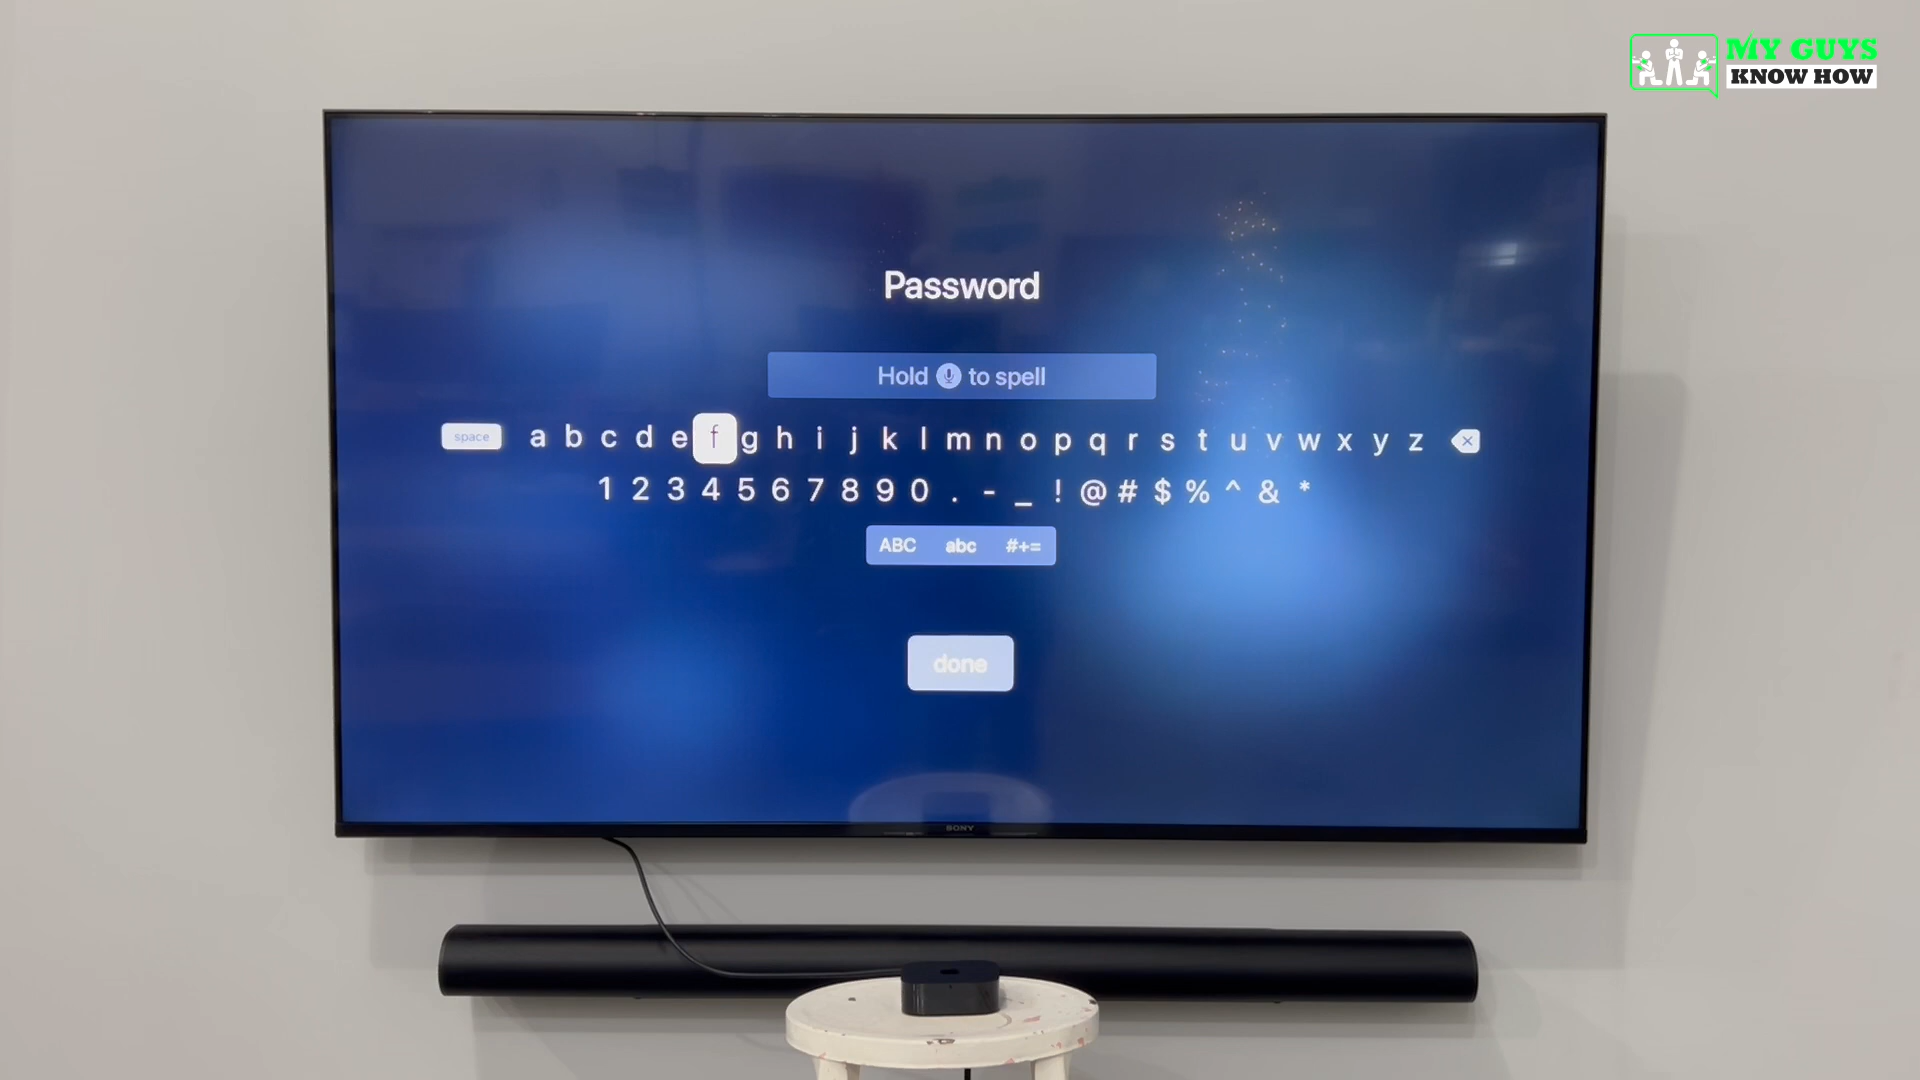 MY GUYS
KNOW HOW
Password
Hold to spell
space a b c d e f g h i j k l m n o p q r s t u v w x y z
1 2 3 4 5 6 7 8 9 0 . - _ ! @ # $ % ^ & *
ABC abc #+=
done
SONY